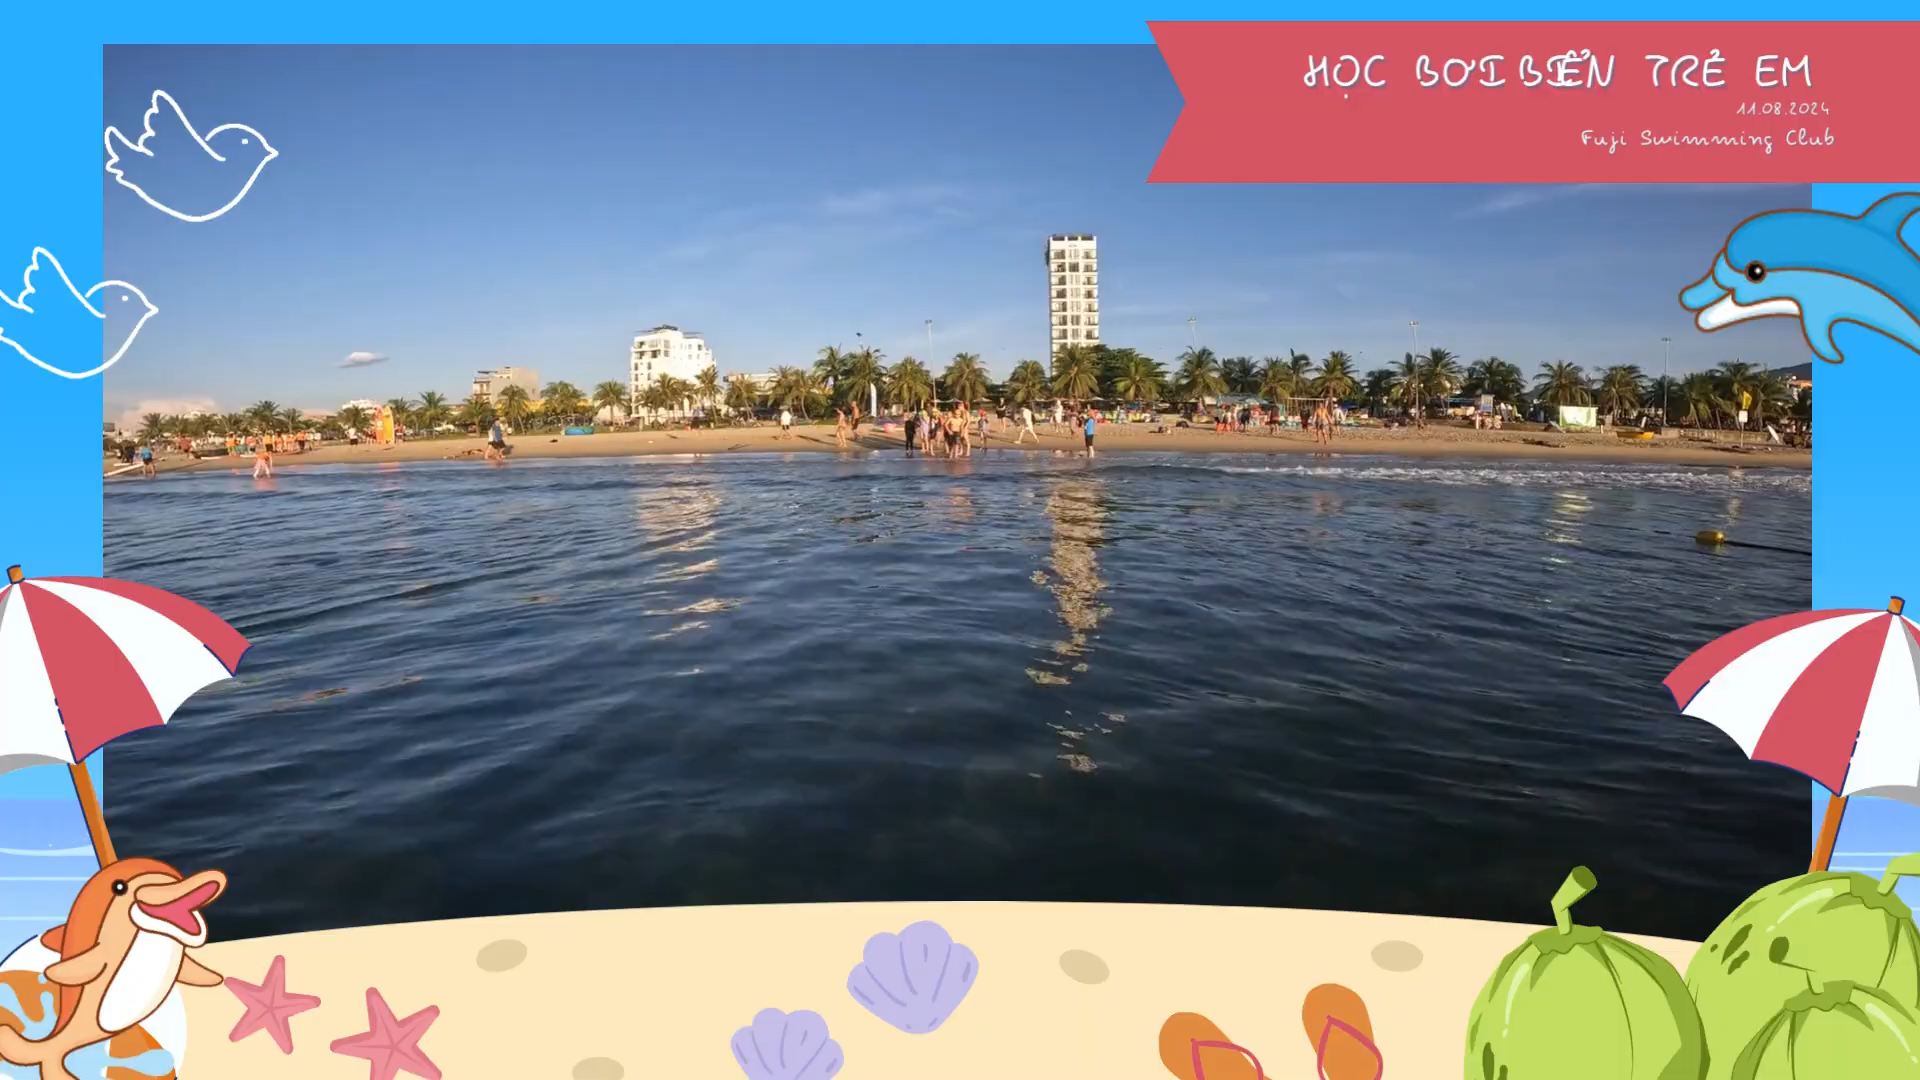 HỌC BƠI BIỂN TRẺ EM
11.08.2024
Fuji Swimming Club